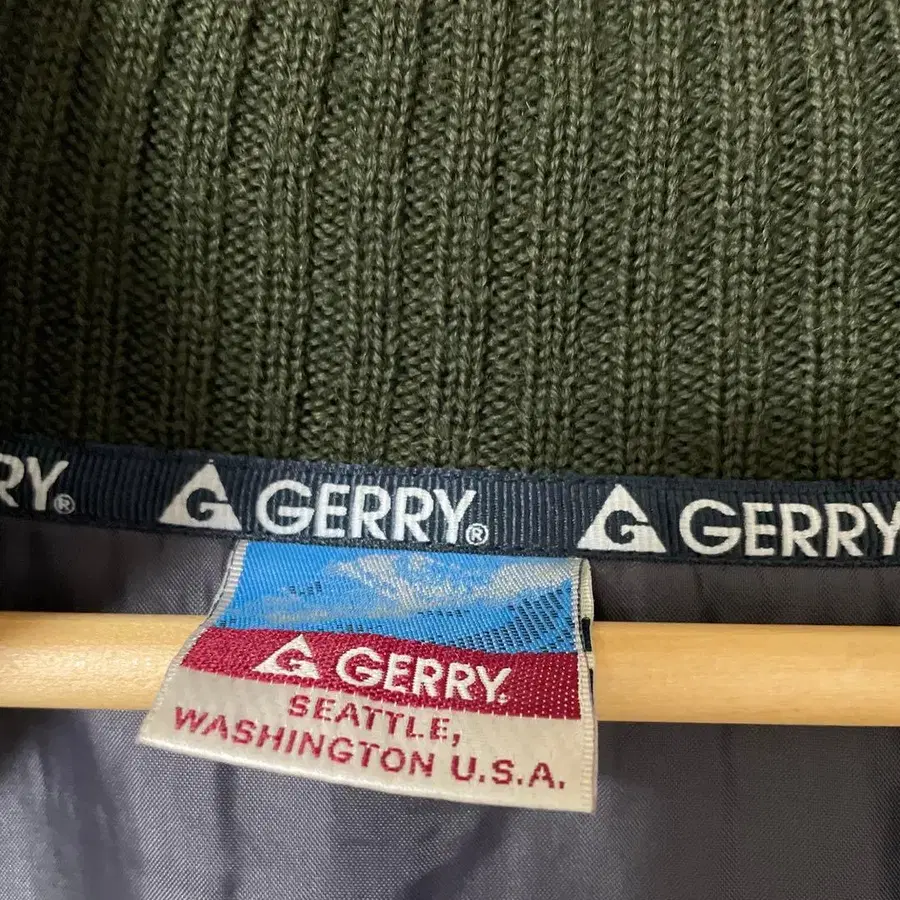 RY® GERRY® GERRY
GERRY
SEATTLE,
WASHINGTON U.S.A.